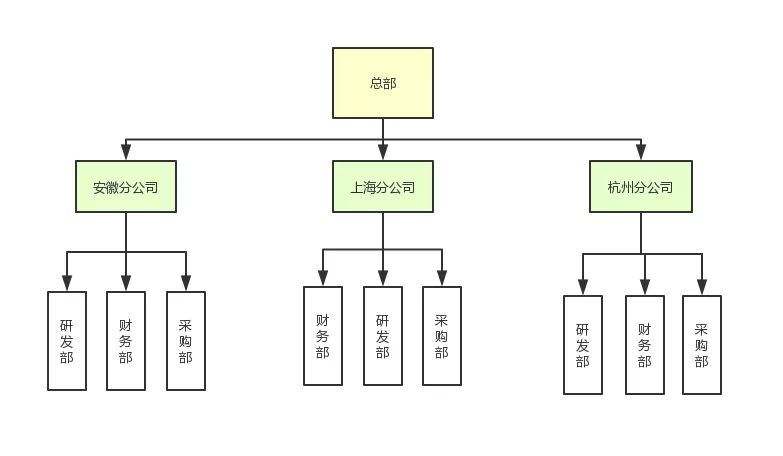 总部
安徽分公司
上海分公司
杭州分公司
研发部
财务部
采购部
财务部
研发部
采购部
研发部
财务部
采购部